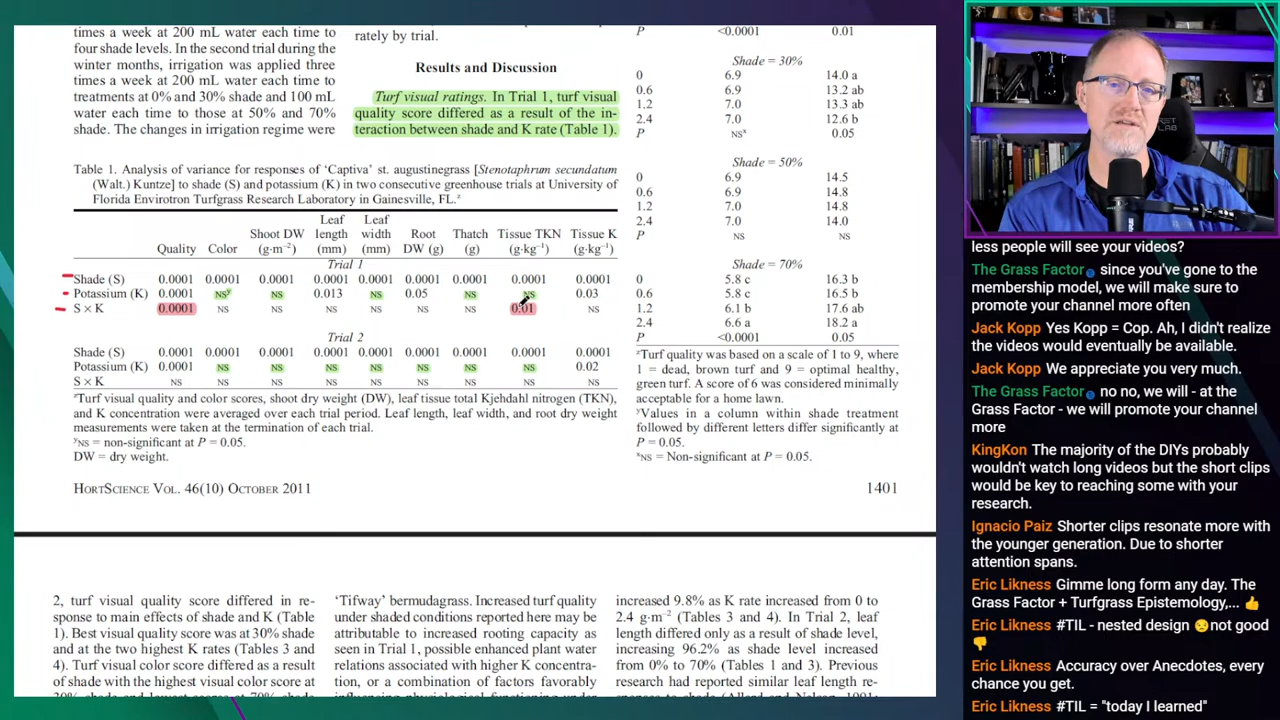 times a week at 200 mL water each time to
four shade levels. In the second trial during the
winter months, irrigation was applied three
times a week at 200 mL water each time to
treatments at 0% and 30% shade and 100 mL
water each time to those at 50% and 70%
shade. The changes in irrigation regime were
rately by trial.
Results and Discussion
Turf visual ratings. In Trial 1, turf visual
quality score differed as a result of the in-
teraction between shade and K rate (Table 1).
Table 1. Analysis of variance for responses of ‘Captiva’ st. augustinegrass [Stenotaphrum secundatum
(Walt.) Kuntze] to shade (S) and potassium (K) in two consecutive greenhouse trials at University of
Florida Envirotron Turfgrass Research Laboratory in Gainesville, FL.z
Quality Color Shoot DW (g·m-2) Leaf length (mm) Leaf width (mm) Root DW (g) Thatch (g) Tissue TKN (g·kg-1) Tissue K (g·kg-1)
Trial 1
Shade (S) 0.0001 0.0001 0.0001 0.0001 0.0001 0.0001 0.0001 0.0001 0.0001
Potassium (K) 0.0001 NSy NS 0.013 NS 0.05 NS NS 0.03
S × K 0.0001 NS NS NS NS NS NS 0.01 NS
Trial 2
Shade (S) 0.0001 0.0001 0.0001 0.0001 0.0001 0.0001 0.0001 0.0001 0.0001
Potassium (K) 0.0001 NS NS NS NS NS NS NS 0.02
S × K NS NS NS NS NS NS NS NS NS
zTurf visual quality and color scores, shoot dry weight (DW), leaf tissue total Kjehdahl nitrogen (TKN),
and K concentration were averaged over each trial period. Leaf length, leaf width, and root dry weight
measurements were taken at the termination of each trial.
yNS = non-significant at P = 0.05.
DW = dry weight.
P <0.0001 0.01
Shade = 30%
0 6.9 14.0 a
0.6 6.9 13.2 ab
1.2 7.0 13.3 ab
2.4 7.0 12.6 b
P NSx 0.05
Shade = 50%
0 6.9 14.5
0.6 6.9 14.8
1.2 7.0 14.8
2.4 7.0 14.0
P NS NS
Shade = 70%
0 5.8 c 16.3 b
0.6 5.8 c 16.5 b
1.2 6.1 b 17.6 ab
2.4 6.6 a 18.2 a
P <0.0001 0.05
zTurf quality was based on a scale of 1 to 9, where
1 = dead, brown turf and 9 = optimal healthy,
green turf. A score of 6 was considered minimally
acceptable for a home lawn.
yValues in a column within shade treatment
followed by different letters differ significantly at
P = 0.05.
xNS = Non-significant at P = 0.05.
HORTSCIENCE VOL. 46(10) OCTOBER 2011
1401
2, turf visual quality score differed in re-
sponse to main effects of shade and K (Table
1). Best visual quality score was at 30% shade
and at the two highest K rates (Tables 3 and
4). Turf visual color score differed as a result
of shade with the highest visual color score at
‘Tifway’ bermudagrass. Increased turf quality
under shaded conditions reported here may be
attributable to increased rooting capacity as
seen in Trial 1, possible enhanced plant water
relations associated with higher K concentra-
tion, or a combination of factors favorably
increased 9.8% as K rate increased from 0 to
2.4 g·m-2 (Tables 3 and 4). In Trial 2, leaf
length differed only as a result of shade level,
increasing 96.2% as shade level increased
from 0% to 70% (Tables 1 and 3). Previous
research had reported similar leaf length re-
less people will see your videos?
The Grass Factor since you've gone to the
membership model, we will make sure to
promote your channel more often
Jack Kopp Yes Kopp = Cop. Ah, I didn't realize
the videos would eventually be available.
Jack Kopp We appreciate you very much.
The Grass Factor no no, we will - at the
Grass Factor - we will promote your channel
more
KingKon The majority of the DIYs probably
wouldn't watch long videos but the short clips
would be key to reaching some with your
research.
Ignacio Paiz Shorter clips resonate more with
the younger generation. Due to shorter
attention spans.
Eric Likness Gimme long form any day. The
Grass Factor + Turfgrass Epistemology,... 👍
Eric Likness #TIL - nested design 😟not good
👎
Eric Likness Accuracy over Anecdotes, every
chance you get.
Eric Likness #TIL = "today I learned"